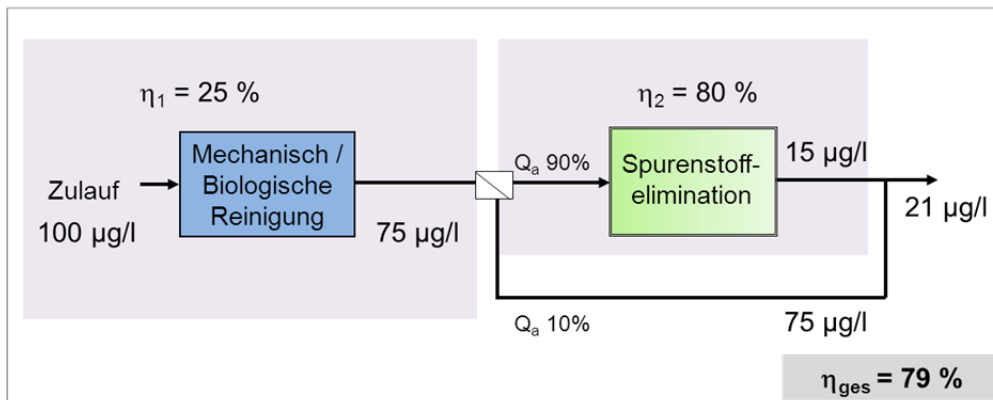 η₁ = 25 %
η₂ = 80 %
Zulauf
100 µg/l
Mechanisch /
Biologische
Reinigung
75 µg/l
Qₐ 90%
Spurenstoff-
elimination
15 µg/l
21 µg/l
Qₐ 10%
75 µg/l
ηges = 79 %